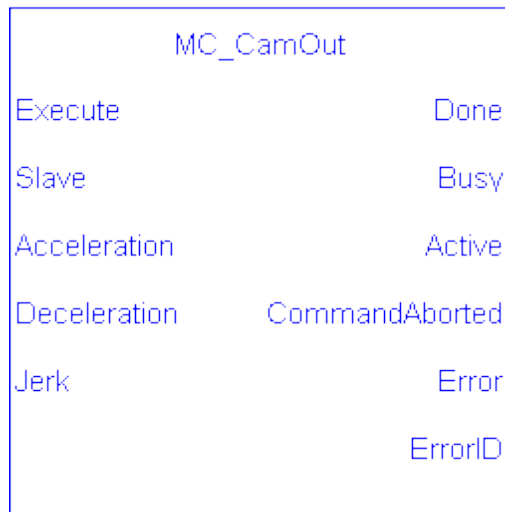 MC_CamOut
Execute Done
Slave Busy
Acceleration Active
Deceleration CommandAborted
Jerk Error
ErrorID